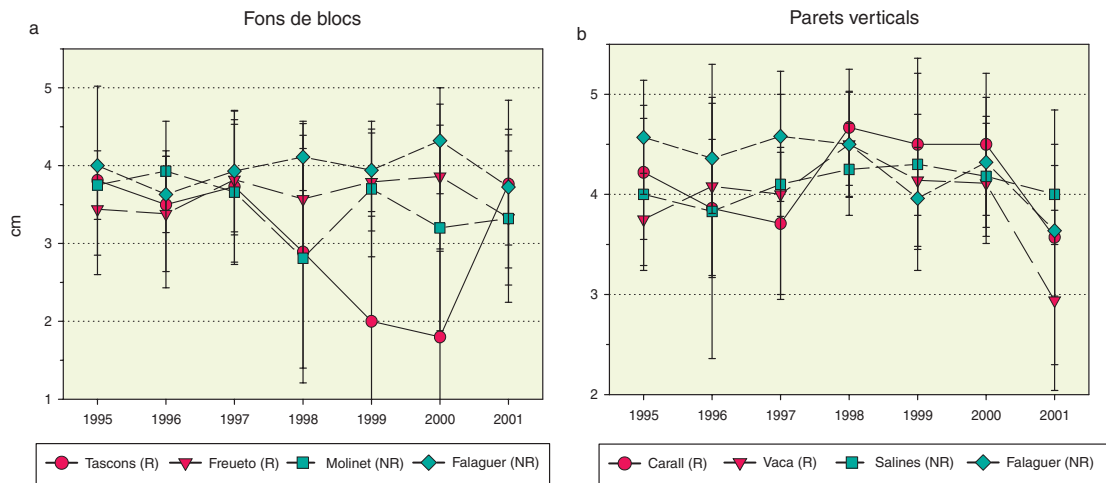 a
Fons de blocs
5
4
3
2
1
cm
1995 1996 1997 1998 1999 2000 2001
Tascons (R) Freueto (R) Molinet (NR) Falaguer (NR)
b
Parets verticals
5
4
3
2
1995 1996 1997 1998 1999 2000 2001
Carall (R) Vaca (R) Salines (NR) Falaguer (NR)